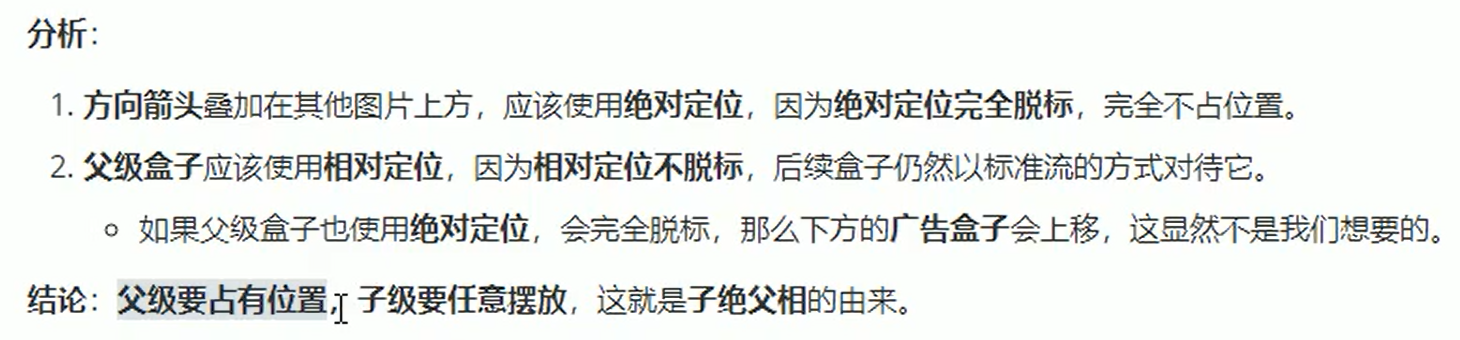 分析：
1. 方向箭头叠加在其他图片上方，应该使用绝对定位，因为绝对定位完全脱标，完全不占位置。
2. 父级盒子应该使用相对定位，因为相对定位不脱标，后续盒子仍然以标准流的方式对待它。
○ 如果父级盒子也使用绝对定位，会完全脱标，那么下方的广告盒子会上移，这显然不是我们想要的。
结论：父级要占有位置，子级要任意摆放，这就是子绝父相的由来。